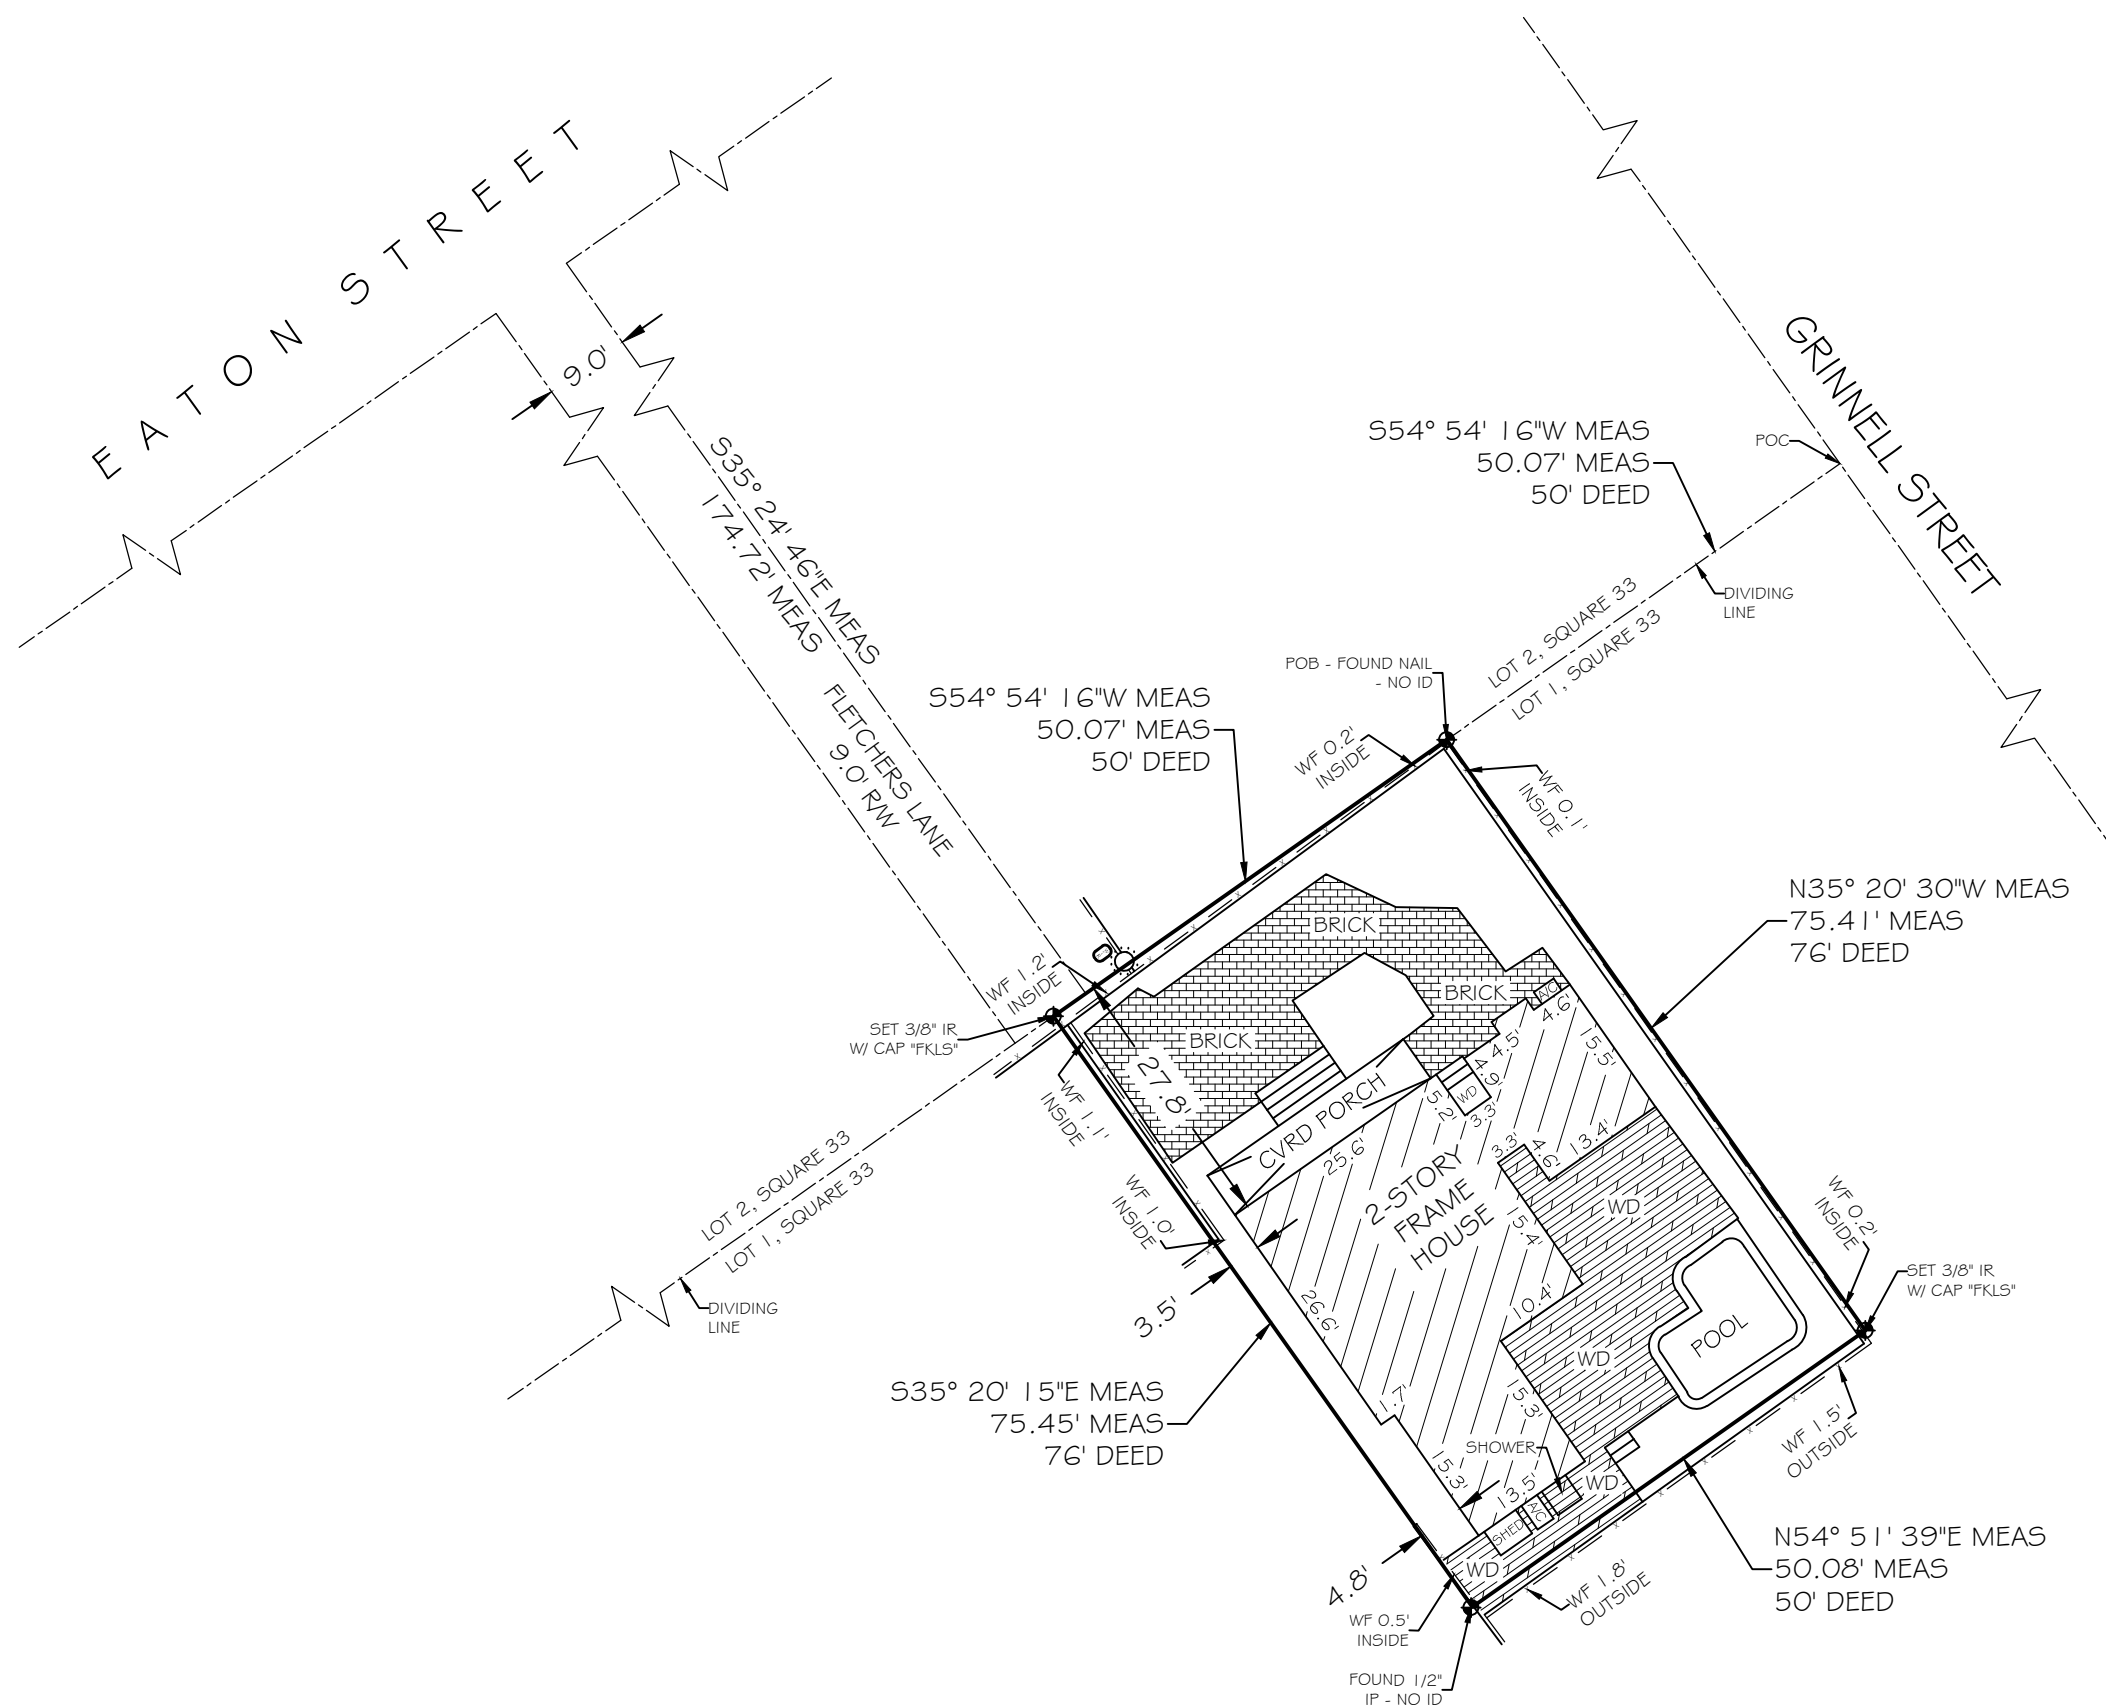 EATON STREET
9.0'
S35° 24' 46"E MEAS
174.72' MEAS
FLETCHERS LANE
9.0' R/W
GRINNELL STREET
POC
S54° 54' 16"W MEAS
50.07' MEAS
50' DEED
DIVIDING
LINE
LOT 2, SQUARE 33
LOT 1, SQUARE 33
POB - FOUND NAIL
- NO ID
S54° 54' 16"W MEAS
50.07' MEAS
50' DEED
WF 0.2'
INSIDE
WF 0.1'
INSIDE
N35° 20' 30"W MEAS
75.41' MEAS
76' DEED
WF 1.2'
INSIDE
SET 3/8" IR
W/ CAP "FKLS"
BRICK
BRICK
BRICK
A/C
4.6'
4.5'
4.9'
15.5'
WF 1.1'
INSIDE
27.8'
CVRD PORCH
WD
5.2'
3.3'
25.6'
3.3'
4.6'
13.4'
2-STORY
FRAME
HOUSE
15.4'
WD
WF 1.0'
INSIDE
LOT 2, SQUARE 33
LOT 1, SQUARE 33
DIVIDING
LINE
WF 0.2'
INSIDE
SET 3/8" IR
W/ CAP "FKLS"
3.5'
26.6'
10.4'
POOL
WD
S35° 20' 15"E MEAS
75.45' MEAS
76' DEED
1.7'
15.3'
WF 1.5'
OUTSIDE
SHOWER
15.3'
13.5'
WD
A/C
SHED
WD
4.8'
N54° 51' 39"E MEAS
50.08' MEAS
50' DEED
WF 1.8'
OUTSIDE
WF 0.5'
INSIDE
FOUND 1/2"
IP - NO ID